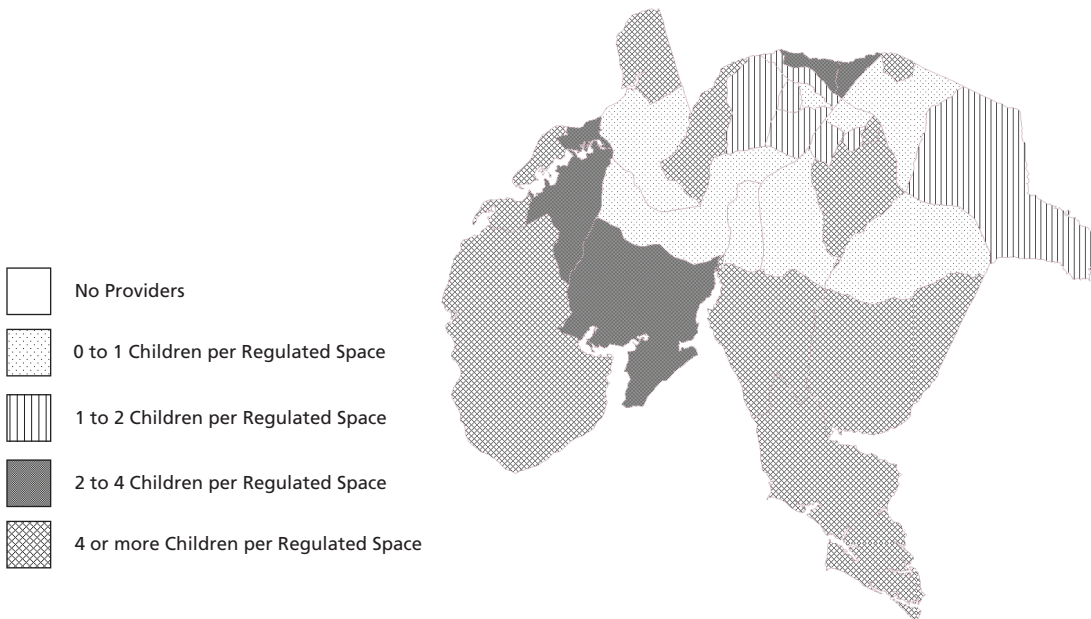 No Providers
0 to 1 Children per Regulated Space
1 to 2 Children per Regulated Space
2 to 4 Children per Regulated Space
4 or more Children per Regulated Space